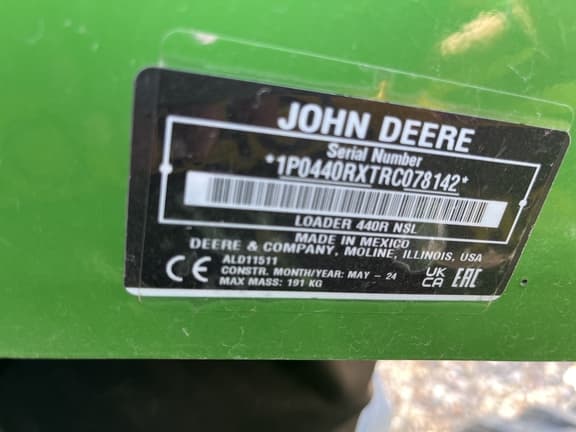 JOHN DEERE
Serial Number
*1P0440RXTRC078142*
LOADER 440R NSL
MADE IN MEXICO
DEERE & COMPANY, MOLINE, ILLINOIS, USA
ALD11511
CE CONSTR. MONTH/YEAR: MAY - 24 UK CA EAC
MAX MASS: 191 KG